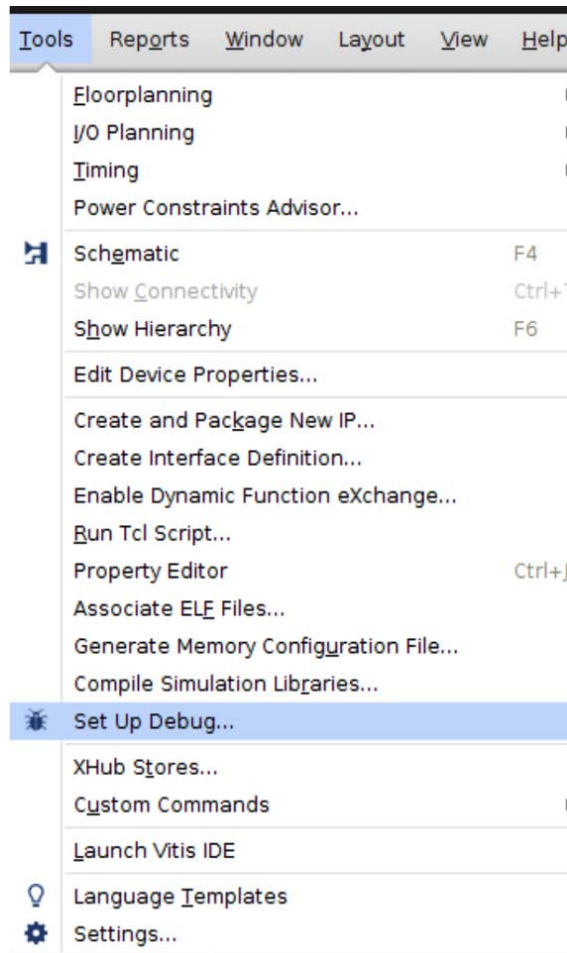 Tools Reports Window Layout View Help
Floorplanning
I/O Planning
Timing
Power Constraints Advisor...
Schematic F4
Show Connectivity
Show Hierarchy F6
Edit Device Properties...
Create and Package New IP...
Create Interface Definition...
Enable Dynamic Function eXchange...
Run Tcl Script...
Property Editor Ctrl+J
Associate ELF Files...
Generate Memory Configuration File...
Compile Simulation Libraries...
Set Up Debug...
XHub Stores...
Custom Commands
Launch Vitis IDE
Language Templates
Settings...